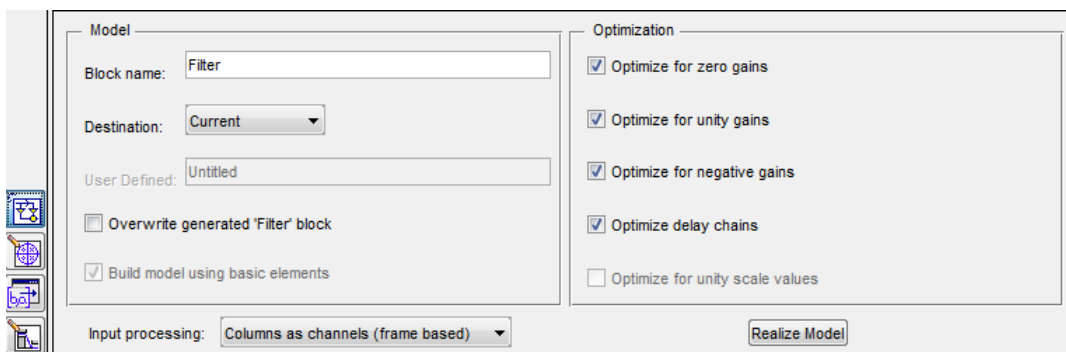 Model
Block name: Filter
Destination: Current
User Defined: Untitled
Overwrite generated 'Filter' block
Build model using basic elements
Optimization
Optimize for zero gains
Optimize for unity gains
Optimize for negative gains
Optimize delay chains
Optimize for unity scale values
Input processing: Columns as channels (frame based)
Realize Model